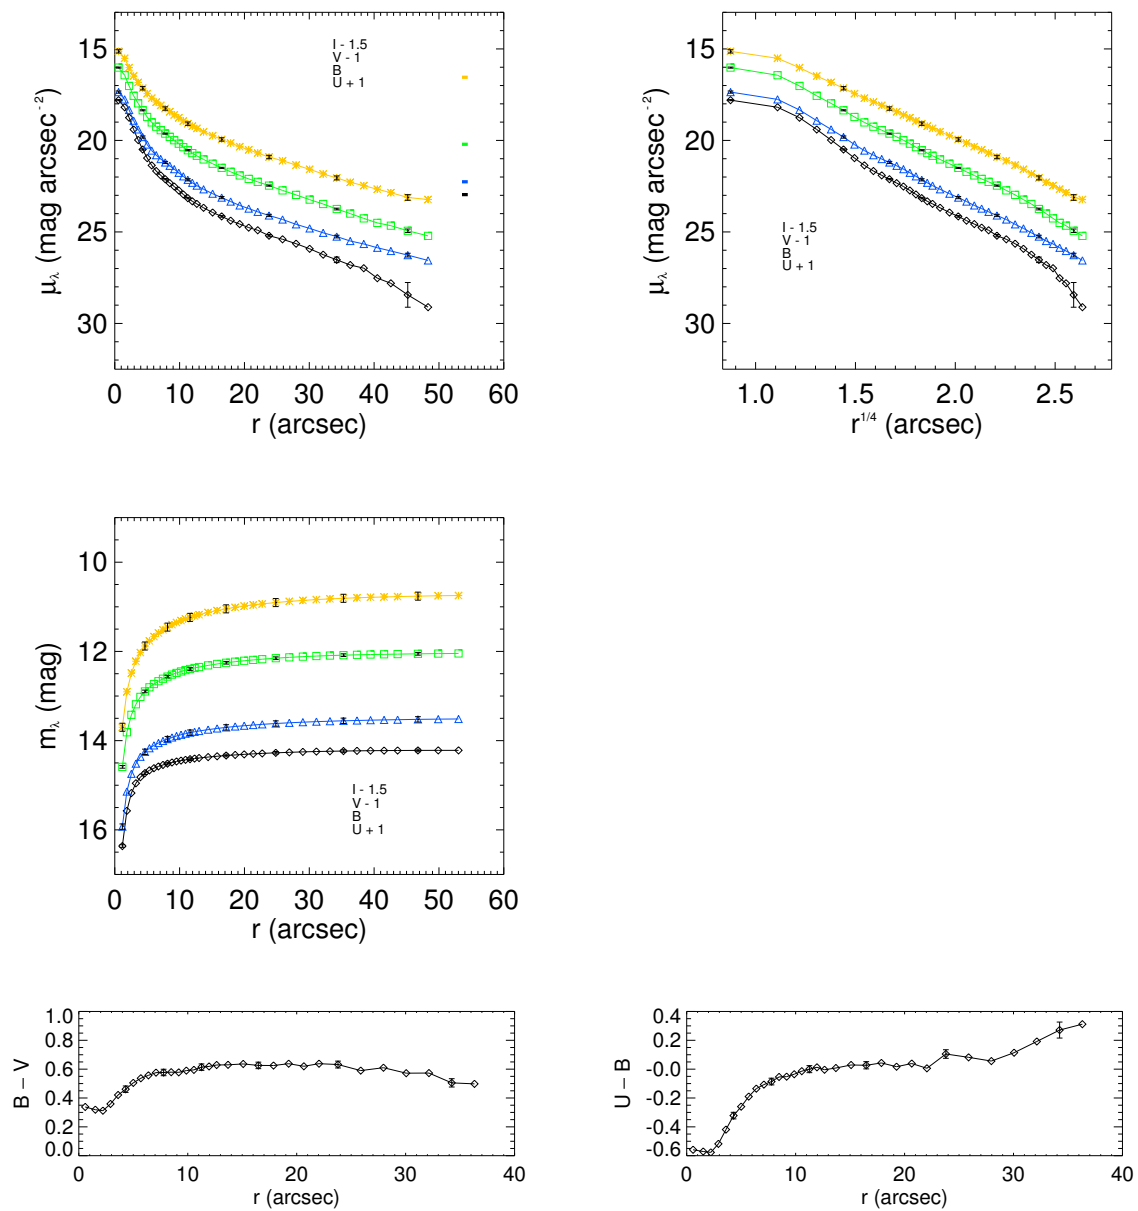 I - 1.5
V - 1
B
U + 1
15
20
25
30
μλ (mag arcsec-2)
0 10 20 30 40 50 60
r (arcsec)
I - 1.5
V - 1
B
U + 1
15
20
25
30
μλ (mag arcsec-2)
1.0 1.5 2.0 2.5
r1/4 (arcsec)
10
12
14
16
mλ (mag)
I - 1.5
V - 1
B
U + 1
0 10 20 30 40 50 60
r (arcsec)
1.0
0.8
0.6
0.4
0.2
0.0
B – V
0 10 20 30 40
r (arcsec)
0.4
0.2
-0.0
-0.2
-0.4
-0.6
U – B
0 10 20 30 40
r (arcsec)